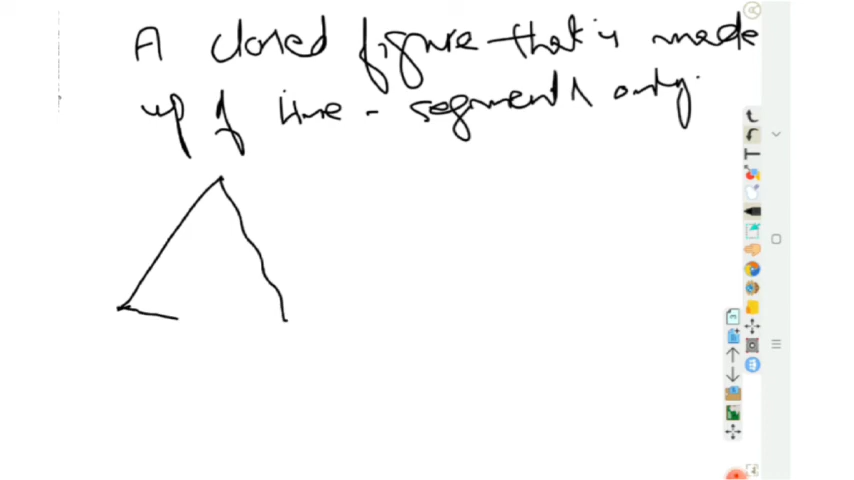 A closed figure that is made
up of line - segments only.